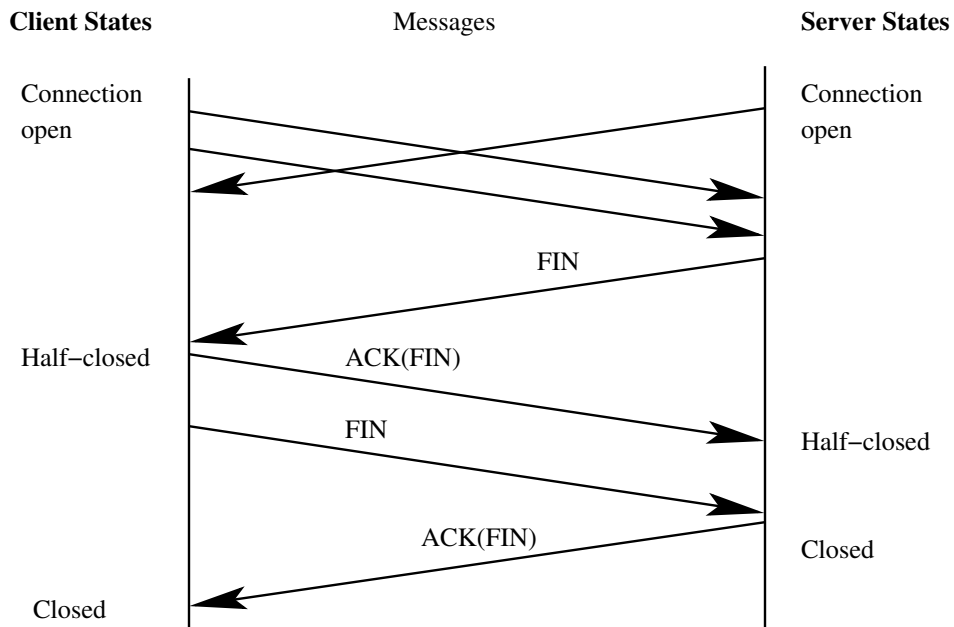 Client States
Messages
Server States
Connection
open
Connection
open
FIN
Half−closed
ACK(FIN)
FIN
Half−closed
ACK(FIN)
Closed
Closed